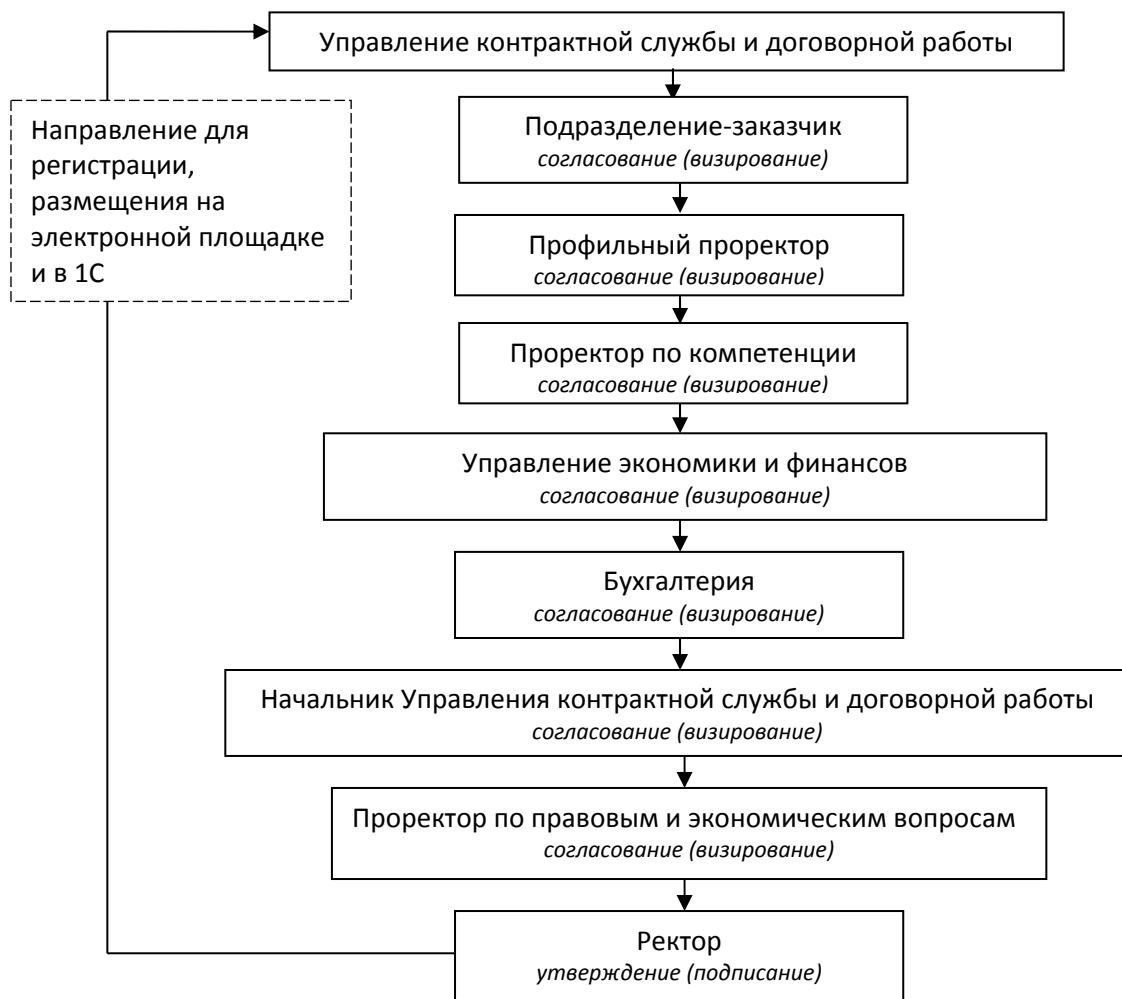 Управление контрактной службы и договорной работы
Направление для
регистрации,
размещения на
электронной площадке
и в 1С
Подразделение-заказчик
согласование (визирование)
Профильный проректор
согласование (визирование)
Проректор по компетенции
согласование (визирование)
Управление экономики и финансов
согласование (визирование)
Бухгалтерия
согласование (визирование)
Начальник Управления контрактной службы и договорной работы
согласование (визирование)
Проректор по правовым и экономическим вопросам
согласование (визирование)
Ректор
утверждение (подписание)